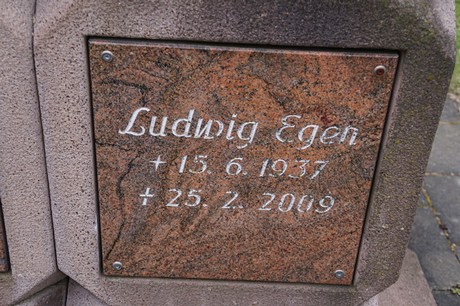 Ludwig Egen
+ 15. 6. 1937
+ 25. 2. 2009